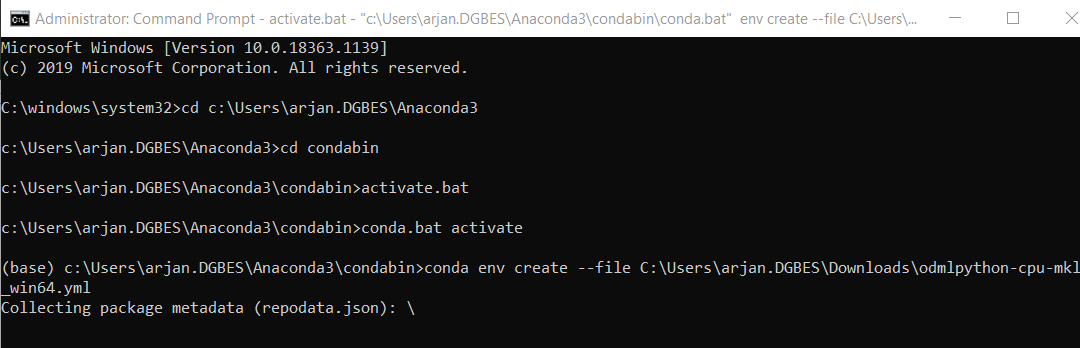 Administrator: Command Prompt - activate.bat - "c:\Users\arjan.DGBES\Anaconda3\condabin\conda.bat"  env create --file C:\Users\...
Microsoft Windows [Version 10.0.18363.1139]
(c) 2019 Microsoft Corporation. All rights reserved.
C:\windows\system32>cd c:\Users\arjan.DGBES\Anaconda3
c:\Users\arjan.DGBES\Anaconda3>cd condabin
c:\Users\arjan.DGBES\Anaconda3\condabin>activate.bat
c:\Users\arjan.DGBES\Anaconda3\condabin>conda.bat activate
(base) c:\Users\arjan.DGBES\Anaconda3\condabin>conda env create --file C:\Users\arjan.DGBES\Downloads\odmlpython-cpu-mkl
_win64.yml
Collecting package metadata (repodata.json): \